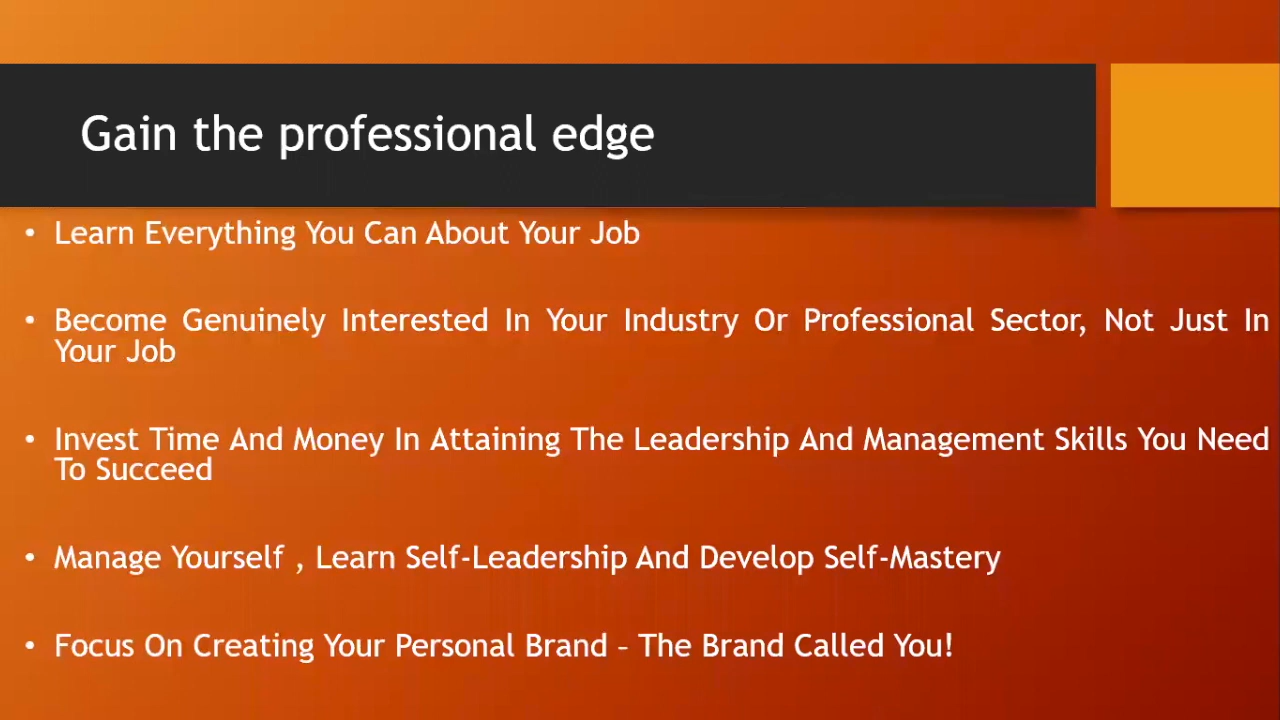 Gain the professional edge
• Learn Everything You Can About Your Job
• Become Genuinely Interested In Your Industry Or Professional Sector, Not Just In
Your Job
• Invest Time And Money In Attaining The Leadership And Management Skills You Need
To Succeed
• Manage Yourself , Learn Self-Leadership And Develop Self-Mastery
• Focus On Creating Your Personal Brand – The Brand Called You!